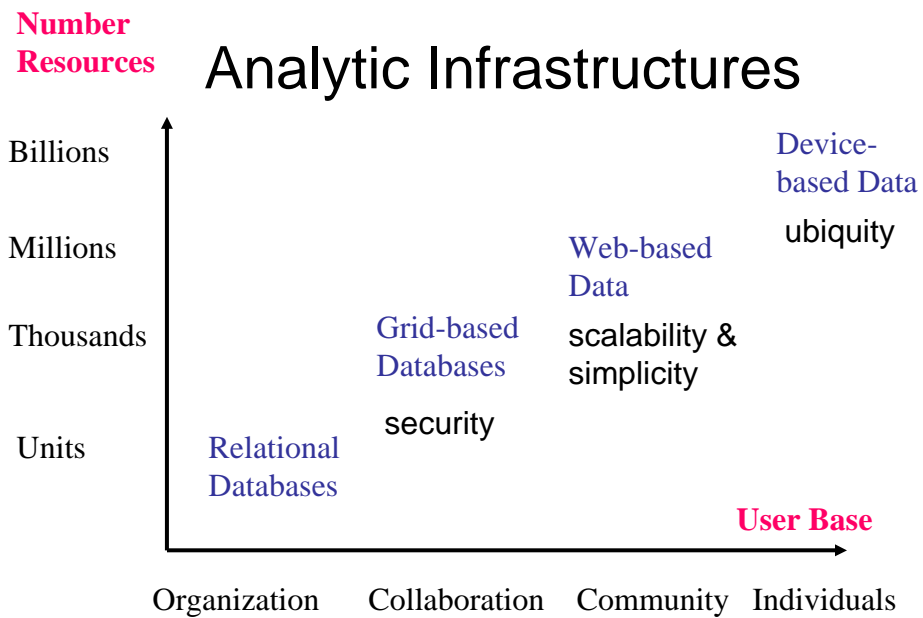 Number
Resources
Analytic Infrastructures
Billions
Device-
based Data
ubiquity
Millions
Web-based
Data
scalability &
simplicity
Thousands
Grid-based
Databases
security
Units
Relational
Databases
User Base
Organization Collaboration Community Individuals